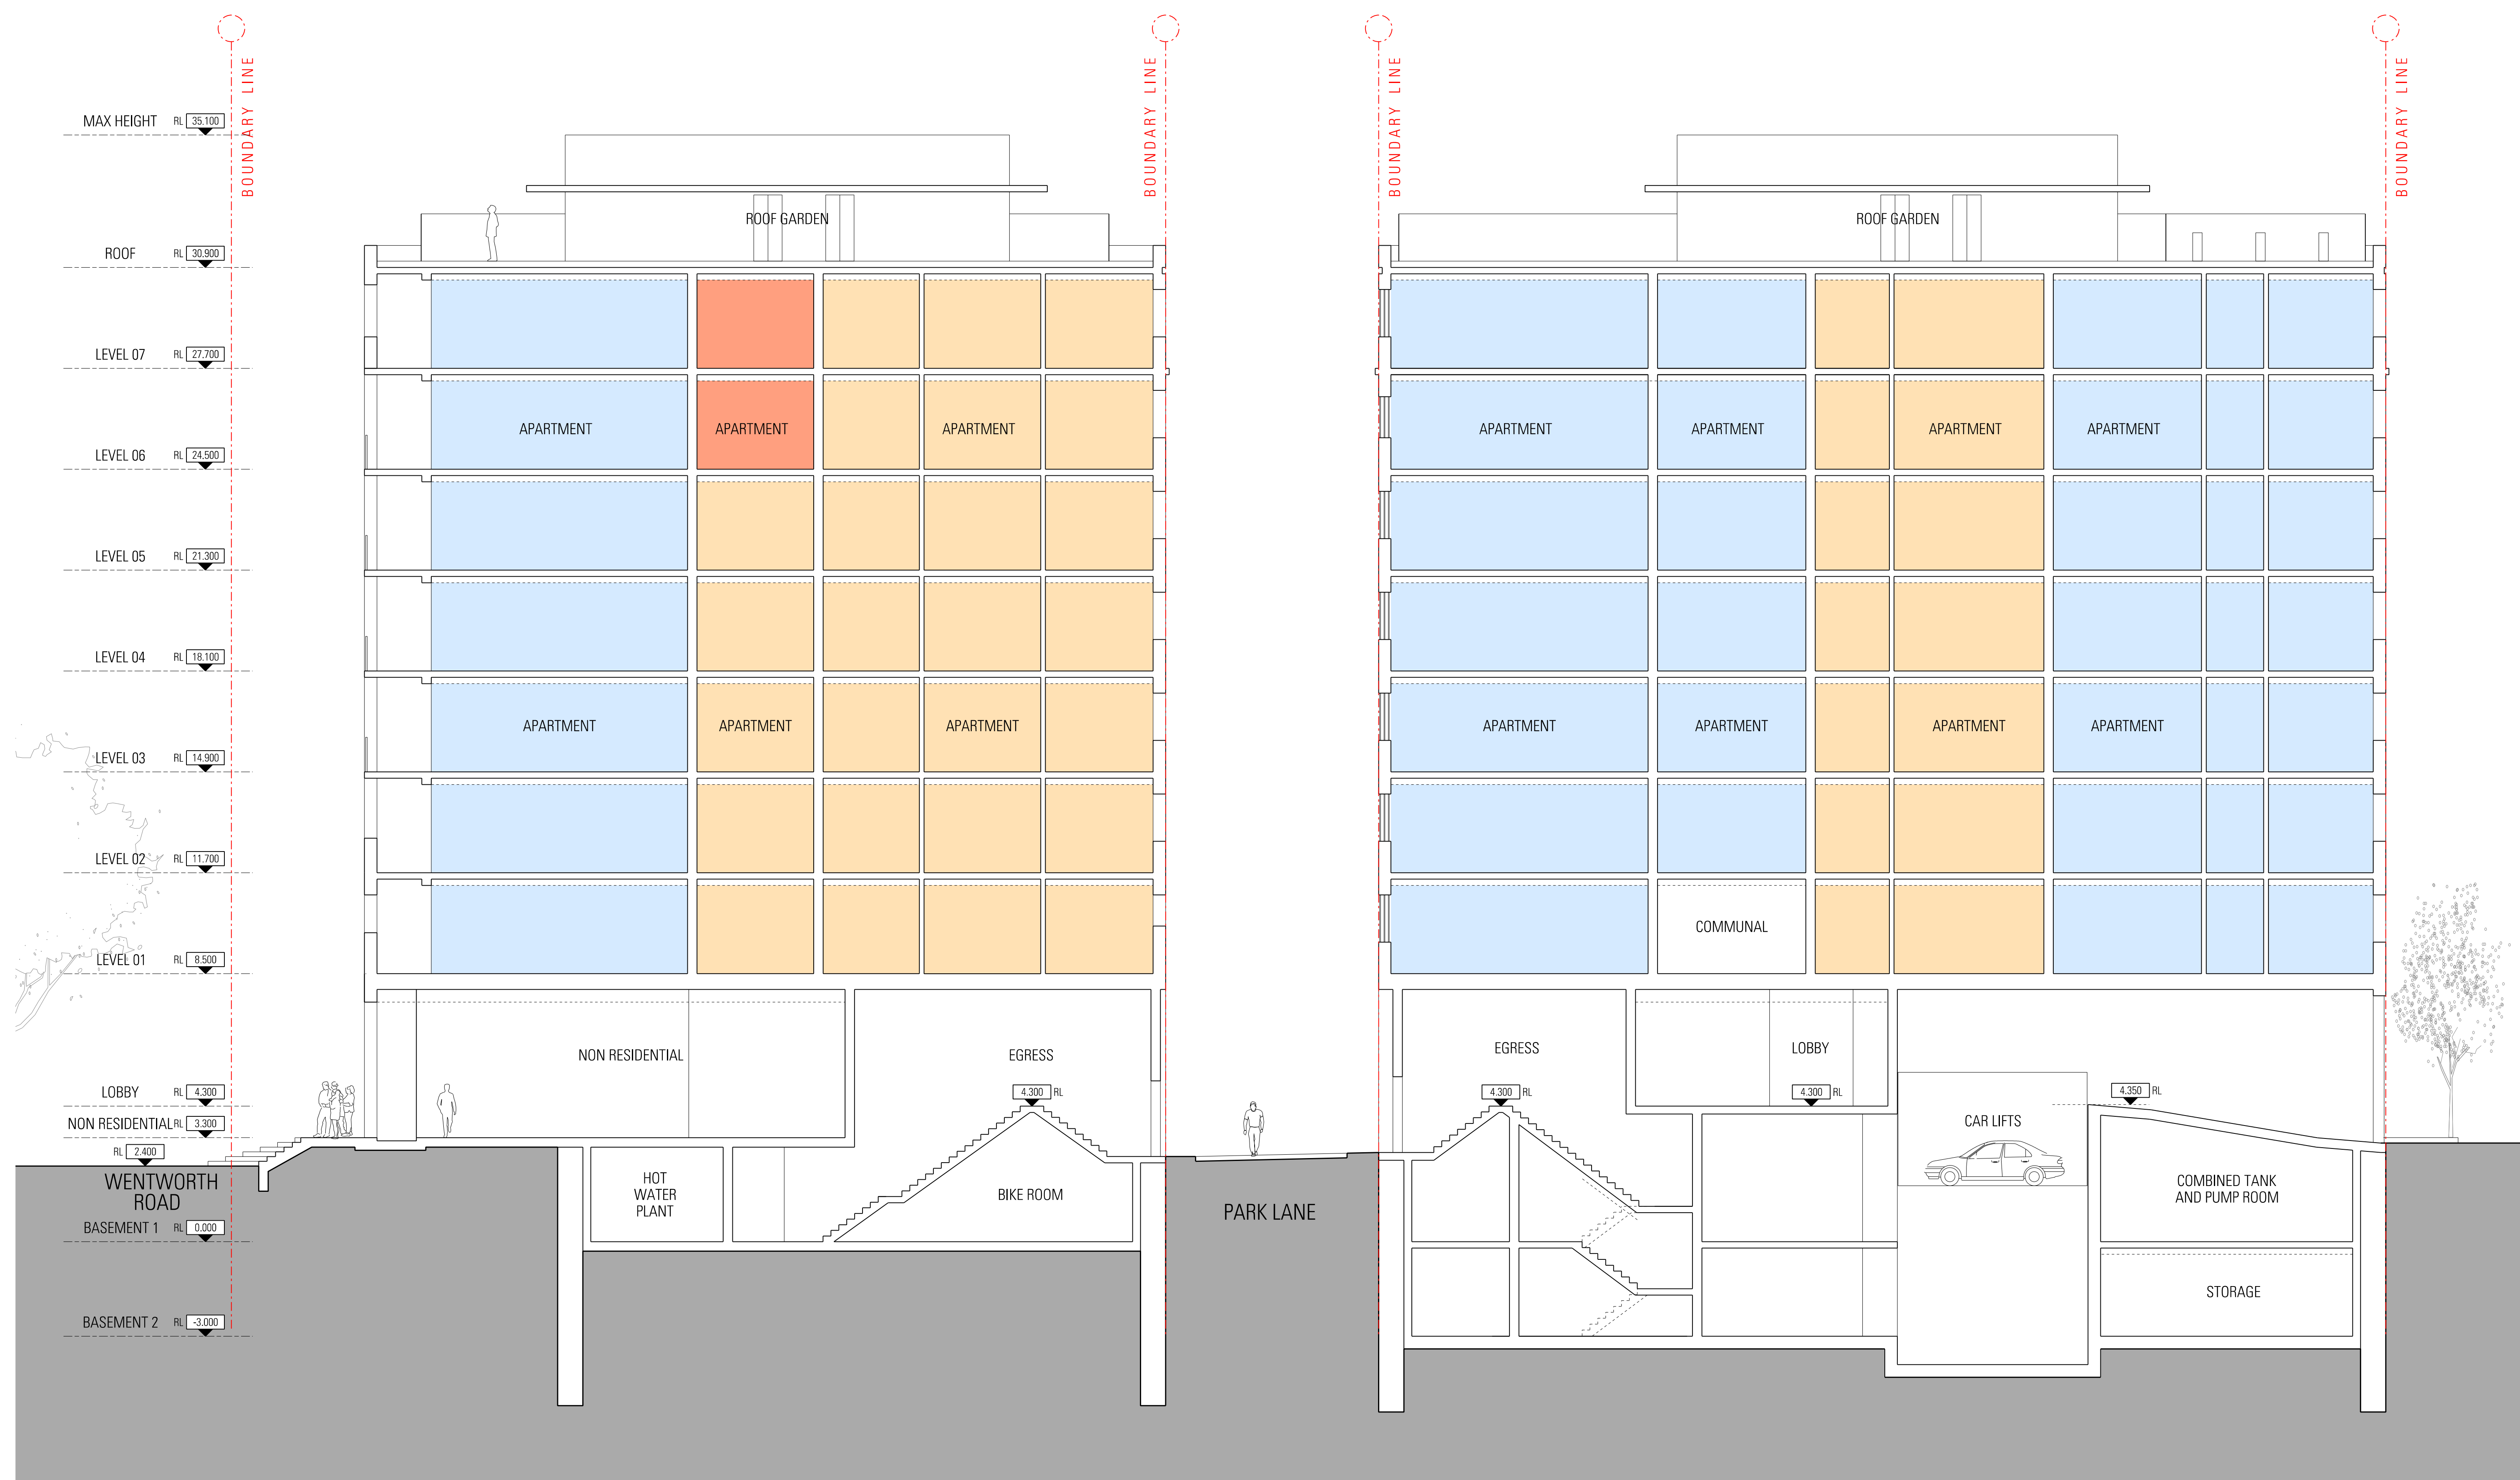 BOUNDARY LINE
BOUNDARY LINE
BOUNDARY LINE
BOUNDARY LINE
MAX HEIGHT RL 35.100
ROOF GARDEN
ROOF GARDEN
ROOF RL 30.900
LEVEL 07 RL 27.700
APARTMENT APARTMENT APARTMENT
APARTMENT APARTMENT APARTMENT APARTMENT
LEVEL 06 RL 24.500
LEVEL 05 RL 21.300
LEVEL 04 RL 18.100
APARTMENT APARTMENT APARTMENT
APARTMENT APARTMENT APARTMENT APARTMENT
LEVEL 03 RL 14.900
LEVEL 02 RL 11.700
COMMUNAL
LEVEL 01 RL 8.500
NON RESIDENTIAL
EGRESS
EGRESS
LOBBY
LOBBY RL 4.300
4.300 RL
4.300 RL
4.300 RL
4.350 RL
NON RESIDENTIAL RL 3.300
CAR LIFTS
RL 2.400
WENTWORTH
ROAD
HOT
WATER
PLANT
BIKE ROOM
PARK LANE
COMBINED TANK
AND PUMP ROOM
BASEMENT 1 RL 0.000
STORAGE
BASEMENT 2 RL -3.000